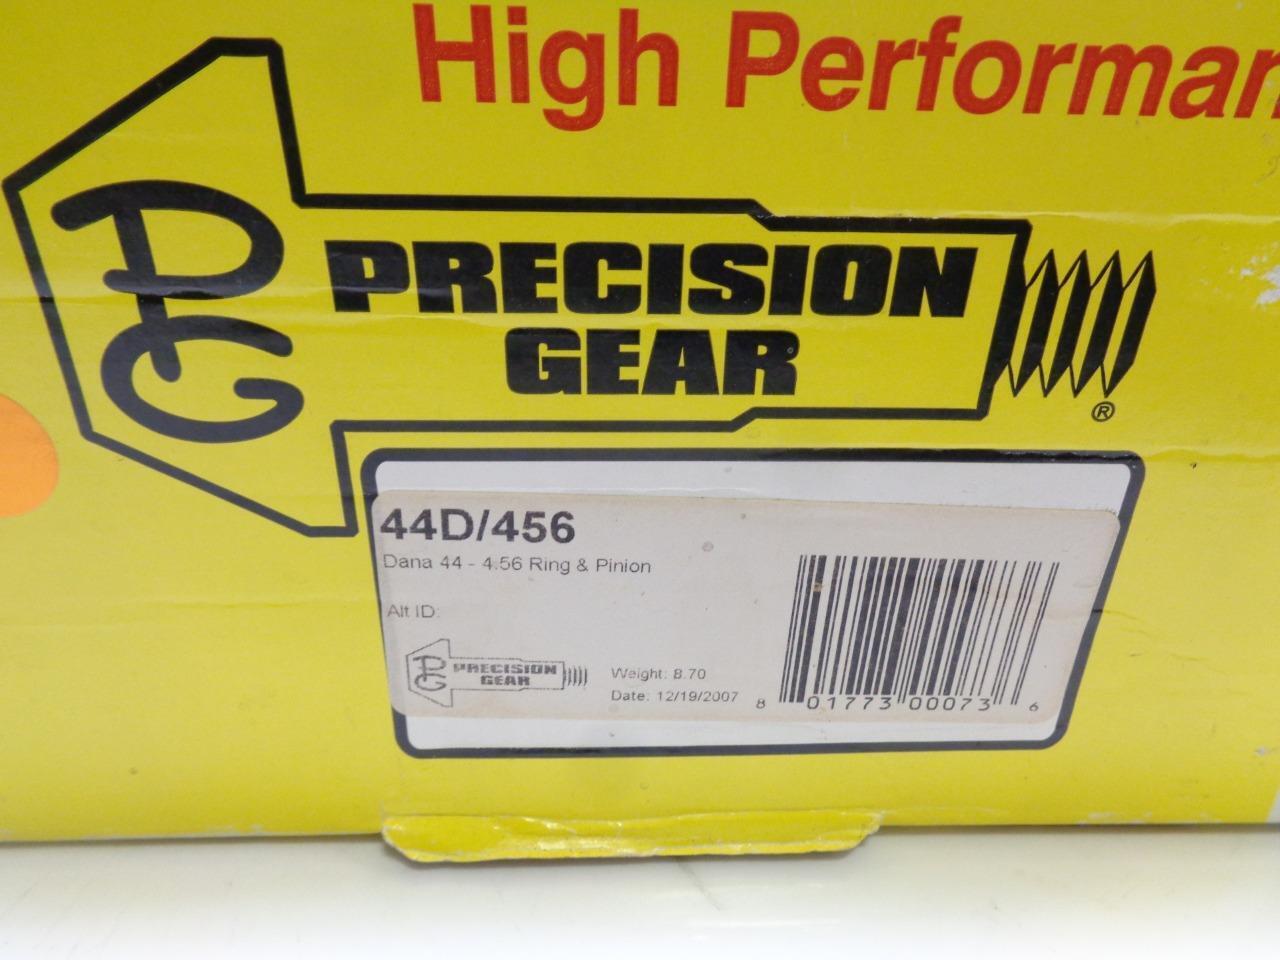 High Performan
PG
PRECISION
GEAR
®
44D/456
Dana 44 - 4.56 Ring & Pinion
Alt ID:
PG
PRECISION
GEAR
Weight: 8.70
Date: 12/19/2007
8 01773 00073 6